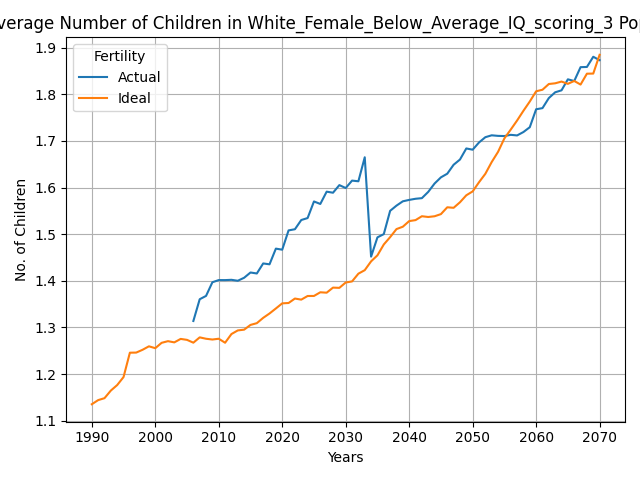 verage Number of Children in White_Female_Below_Average_IQ_scoring_3 Pop
Fertility
Actual
Ideal
1.9
1.8
1.7
1.6
1.5
1.4
1.3
1.2
1.1
No. of Children
1990 2000 2010 2020 2030 2040 2050 2060 2070
Years